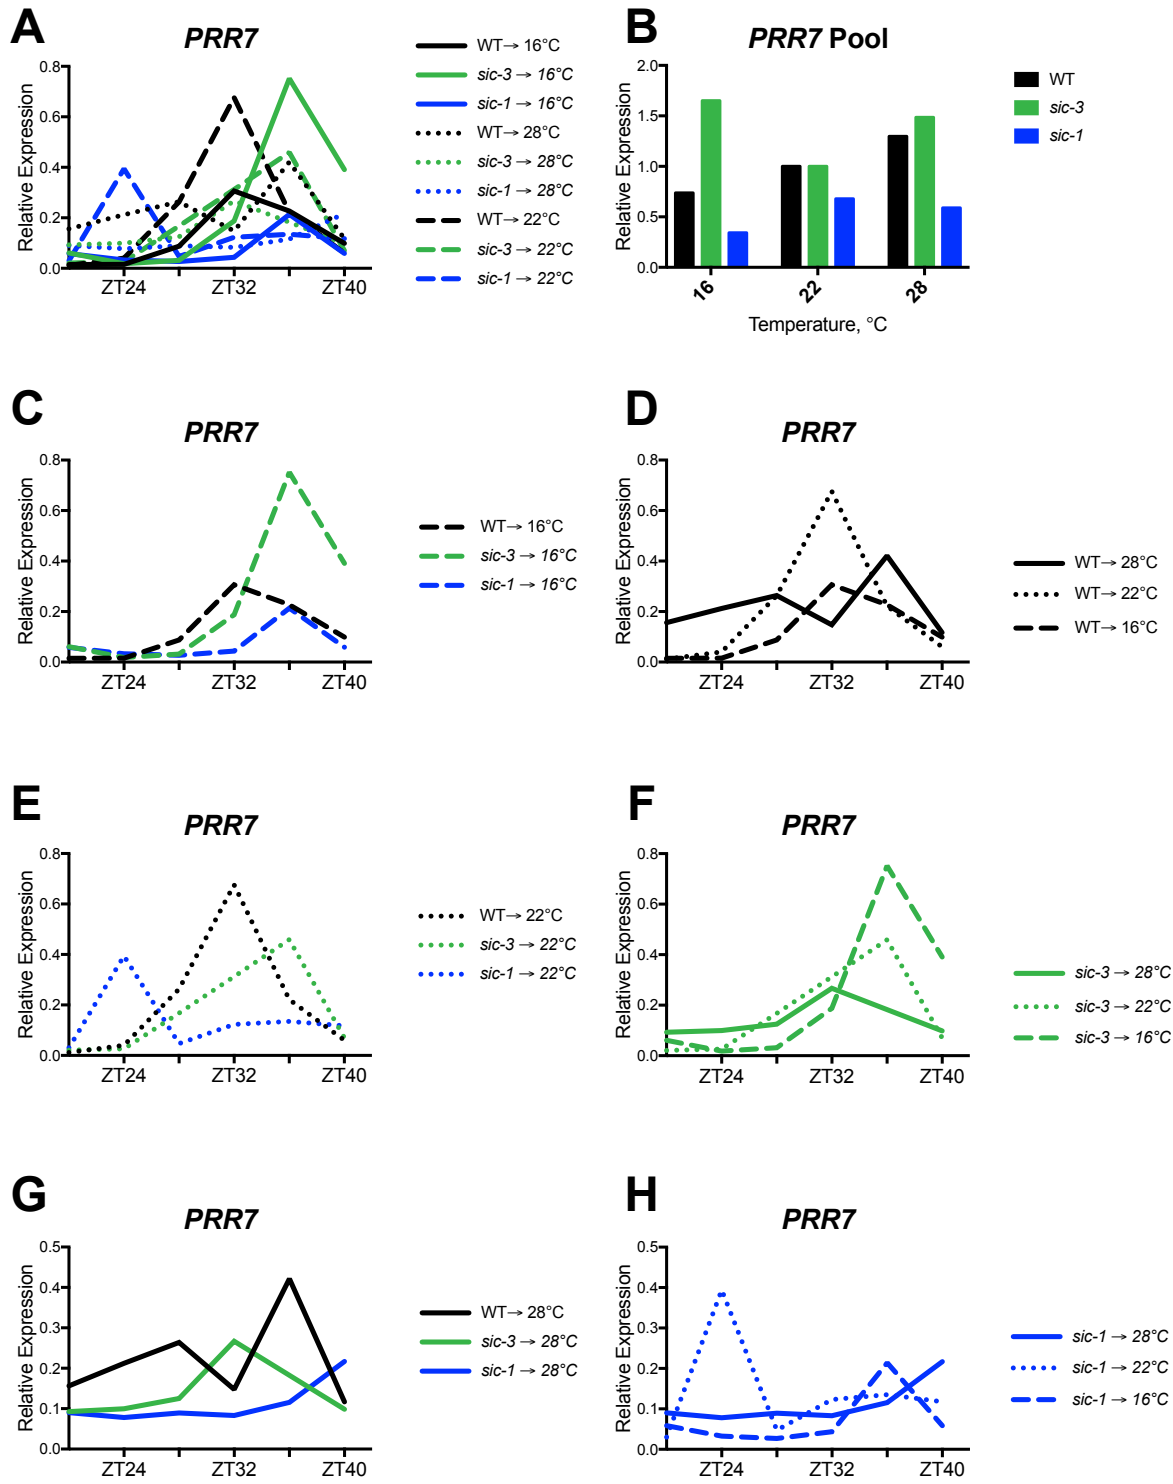 A
PRR7
Relative Expression
0.8
0.6
0.4
0.2
0.0
ZT24
ZT32
ZT40
WT→ 16°C
sic-3 → 16°C
sic-1 → 16°C
WT→ 28°C
sic-3 → 28°C
sic-1 → 28°C
WT→ 22°C
sic-3 → 22°C
sic-1 → 22°C
B
PRR7 Pool
Relative Expression
2.0
1.5
1.0
0.5
0.0
16
22
28
Temperature, °C
WT
sic-3
sic-1
C
PRR7
Relative Expression
0.8
0.6
0.4
0.2
0.0
ZT24
ZT32
ZT40
WT→ 16°C
sic-3 → 16°C
sic-1 → 16°C
D
PRR7
Relative Expression
0.8
0.6
0.4
0.2
0.0
ZT24
ZT32
ZT40
WT→ 28°C
WT→ 22°C
WT→ 16°C
E
PRR7
Relative Expression
0.8
0.6
0.4
0.2
0.0
ZT24
ZT32
ZT40
WT→ 22°C
sic-3 → 22°C
sic-1 → 22°C
F
PRR7
Relative Expression
0.8
0.6
0.4
0.2
0.0
ZT24
ZT32
ZT40
sic-3 → 28°C
sic-3 → 22°C
sic-3 → 16°C
G
PRR7
Relative Expression
0.5
0.4
0.3
0.2
0.1
0.0
ZT24
ZT32
ZT40
WT→ 28°C
sic-3 → 28°C
sic-1 → 28°C
H
PRR7
Relative Expression
0.5
0.4
0.3
0.2
0.1
0.0
ZT24
ZT32
ZT40
sic-1 → 28°C
sic-1 → 22°C
sic-1 → 16°C